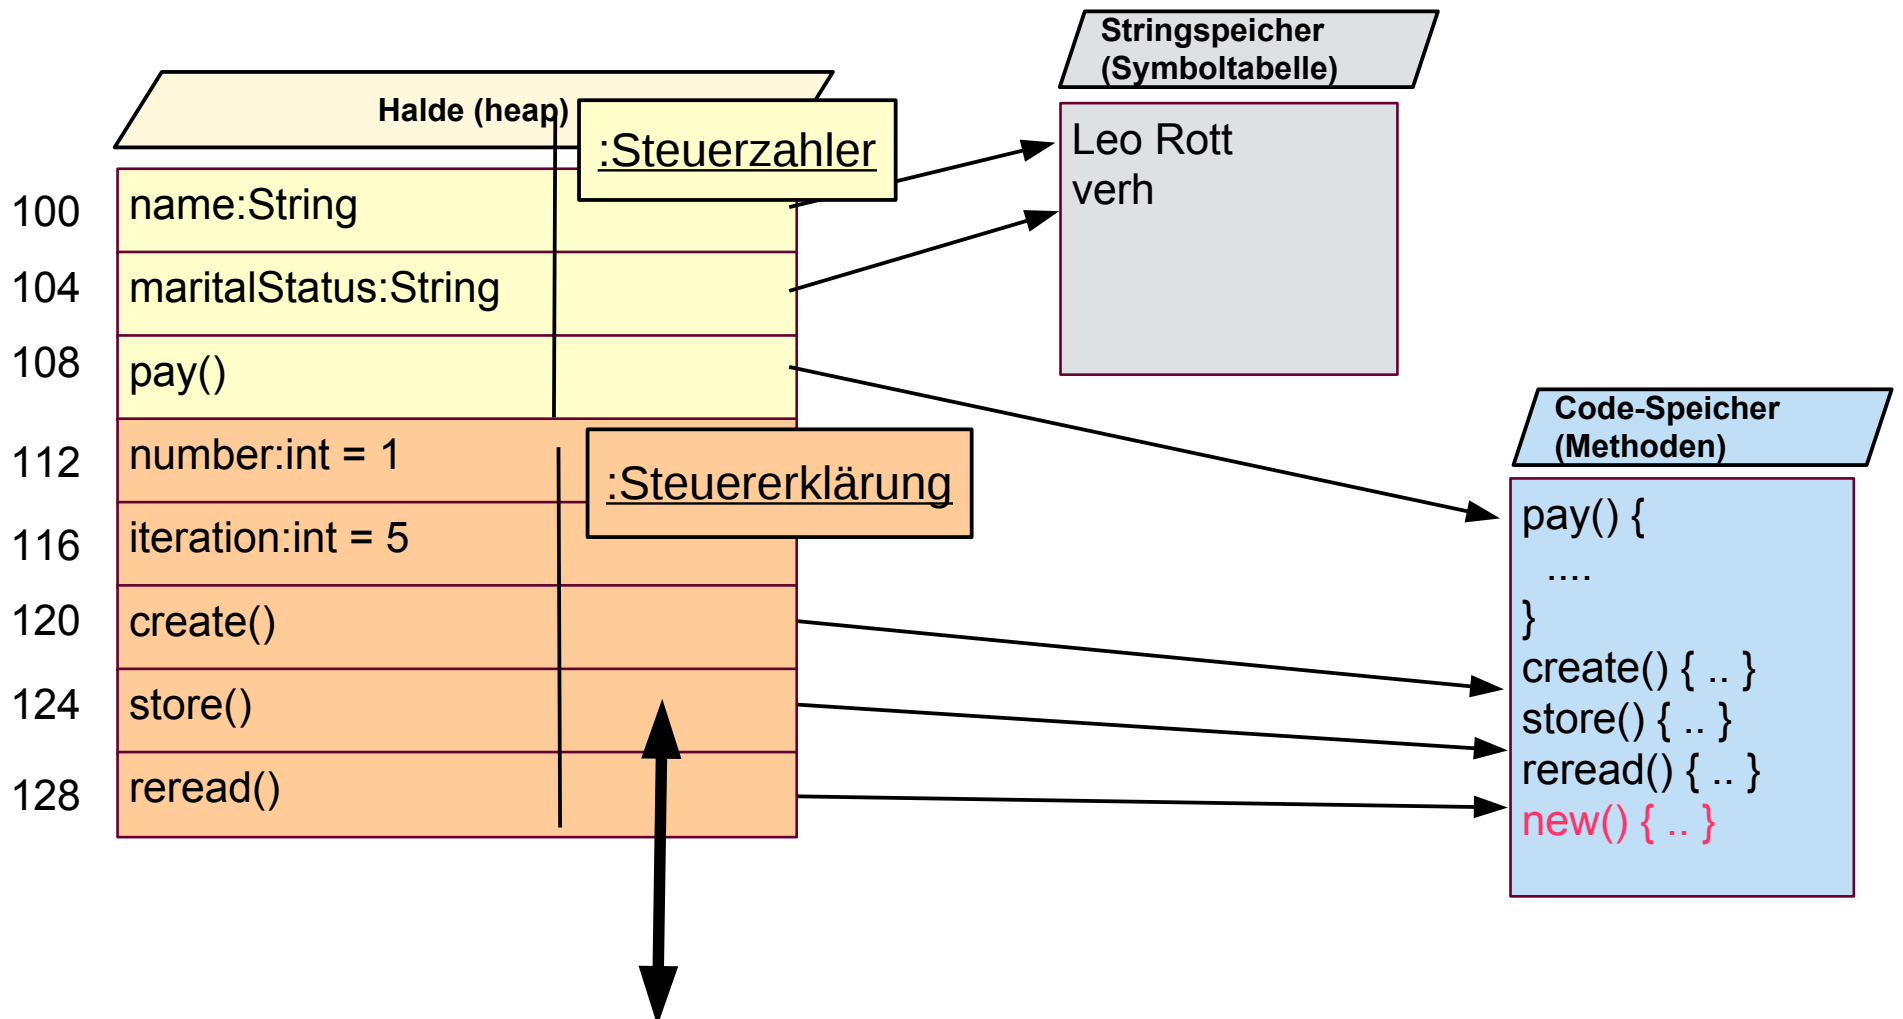 Stringspeicher
(Symboltabelle)
Halde (heap)
:Steuerzahler
Leo Rott
verh
100
name:String
104
maritalStatus:String
108
pay()
Code-Speicher
(Methoden)
112
number:int = 1
:Steuererklärung
116
iteration:int = 5
pay() {
....
}
120
create()
create() { .. }
124
store()
store() { .. }
128
reread()
reread() { .. }
new() { .. }